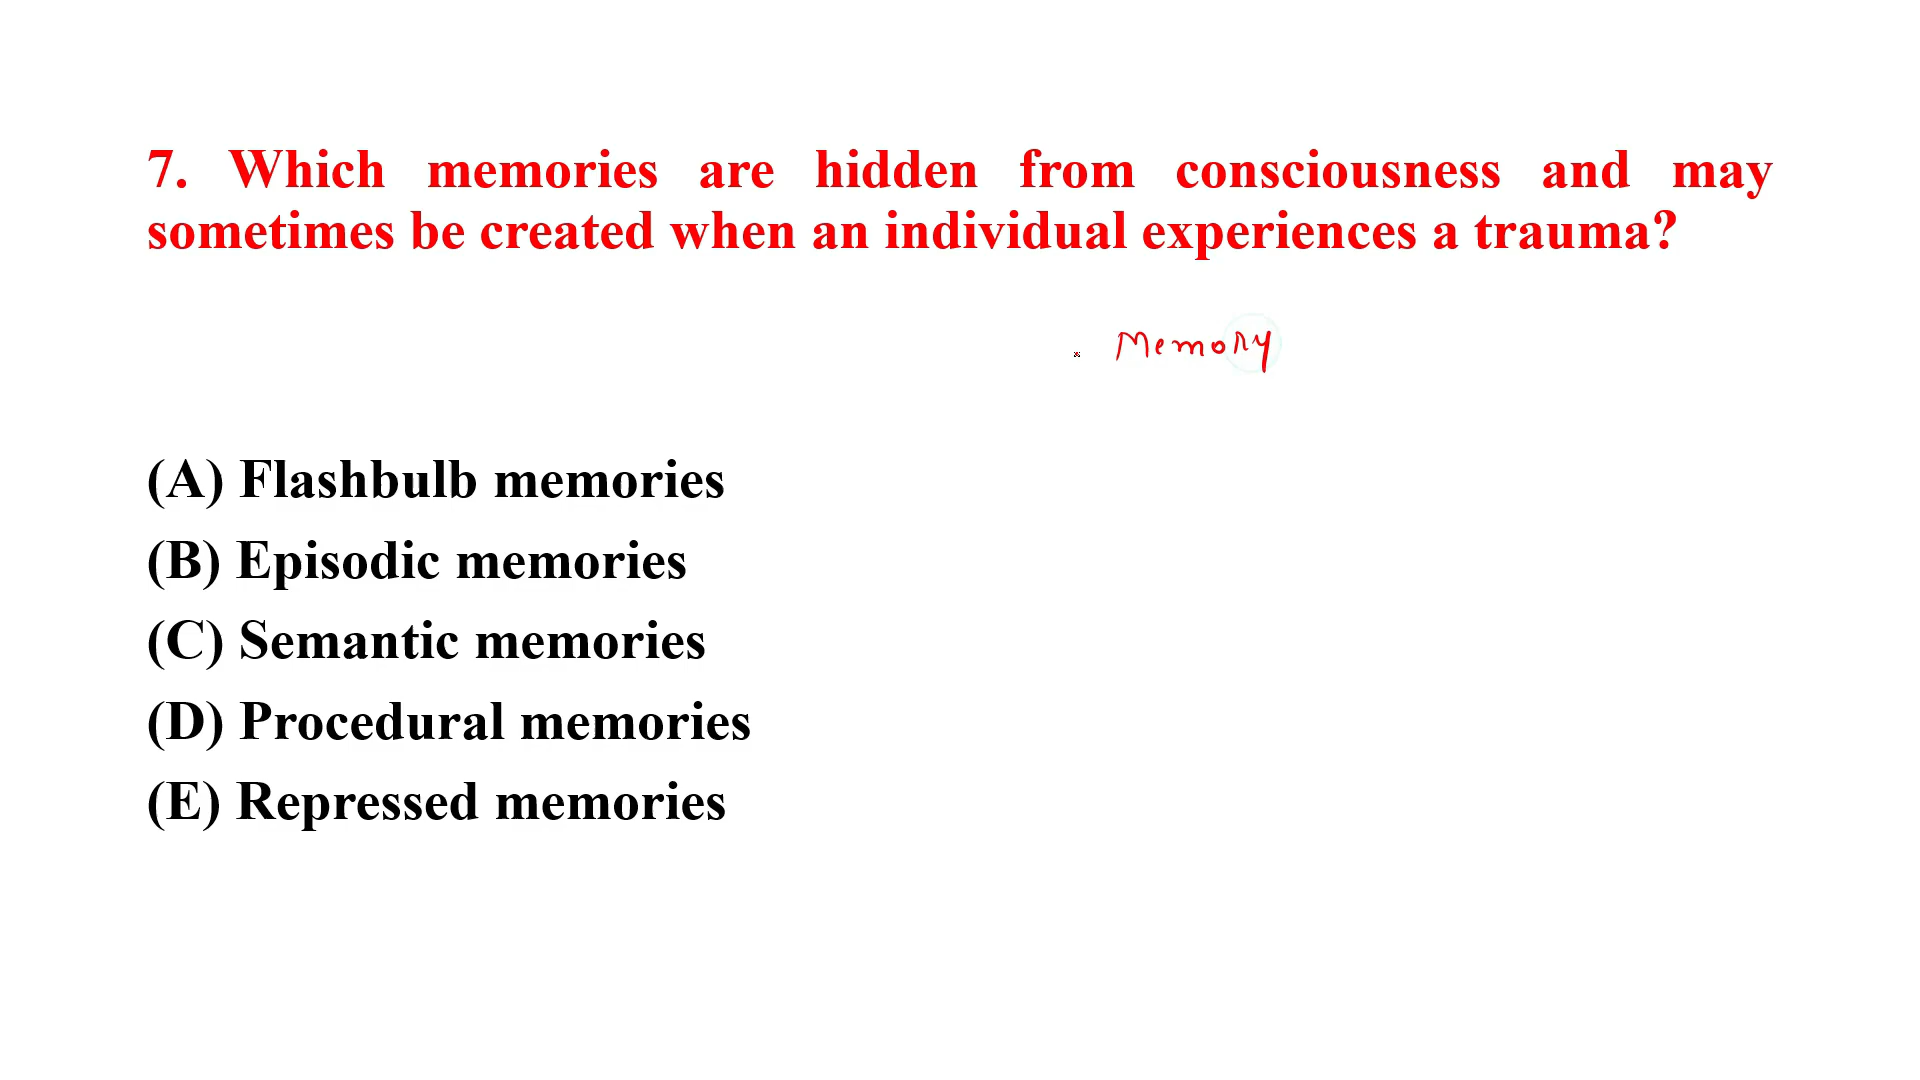 7. Which memories are hidden from consciousness and may
sometimes be created when an individual experiences a trauma?
Memory
(A) Flashbulb memories
(B) Episodic memories
(C) Semantic memories
(D) Procedural memories
(E) Repressed memories